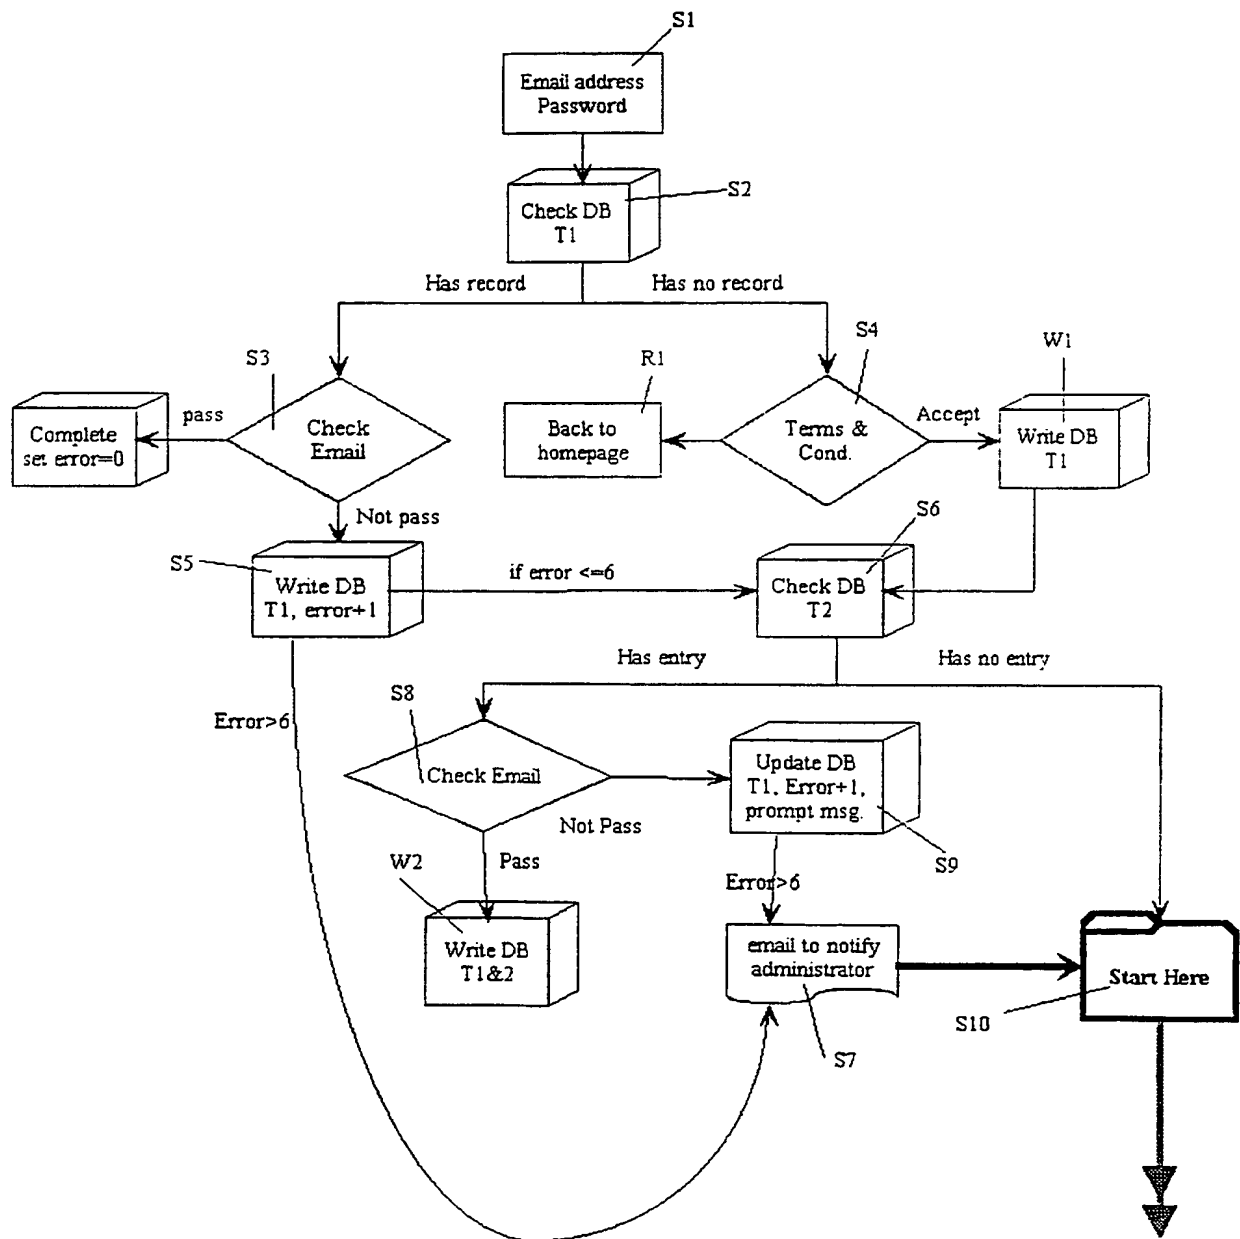 S1
Email address
Password
S2
Check DB
T1
Has record
Has no record
S3
S4
R1
W1
pass
Accept
Complete
set error=0
Check
Email
Back to
homepage
Terms &
Cond.
Write DB
T1
Not pass
S6
S5
Write DB
T1, error+1
if error <=6
Check DB
T2
Has entry
Has no entry
S8
Error>6
Check Email
Update DB
T1, Error+1,
prompt msg.
Not Pass
Pass
W2
S9
Error>6
Write DB
T1&2
email to notify
administrator
Start Here
S10
S7